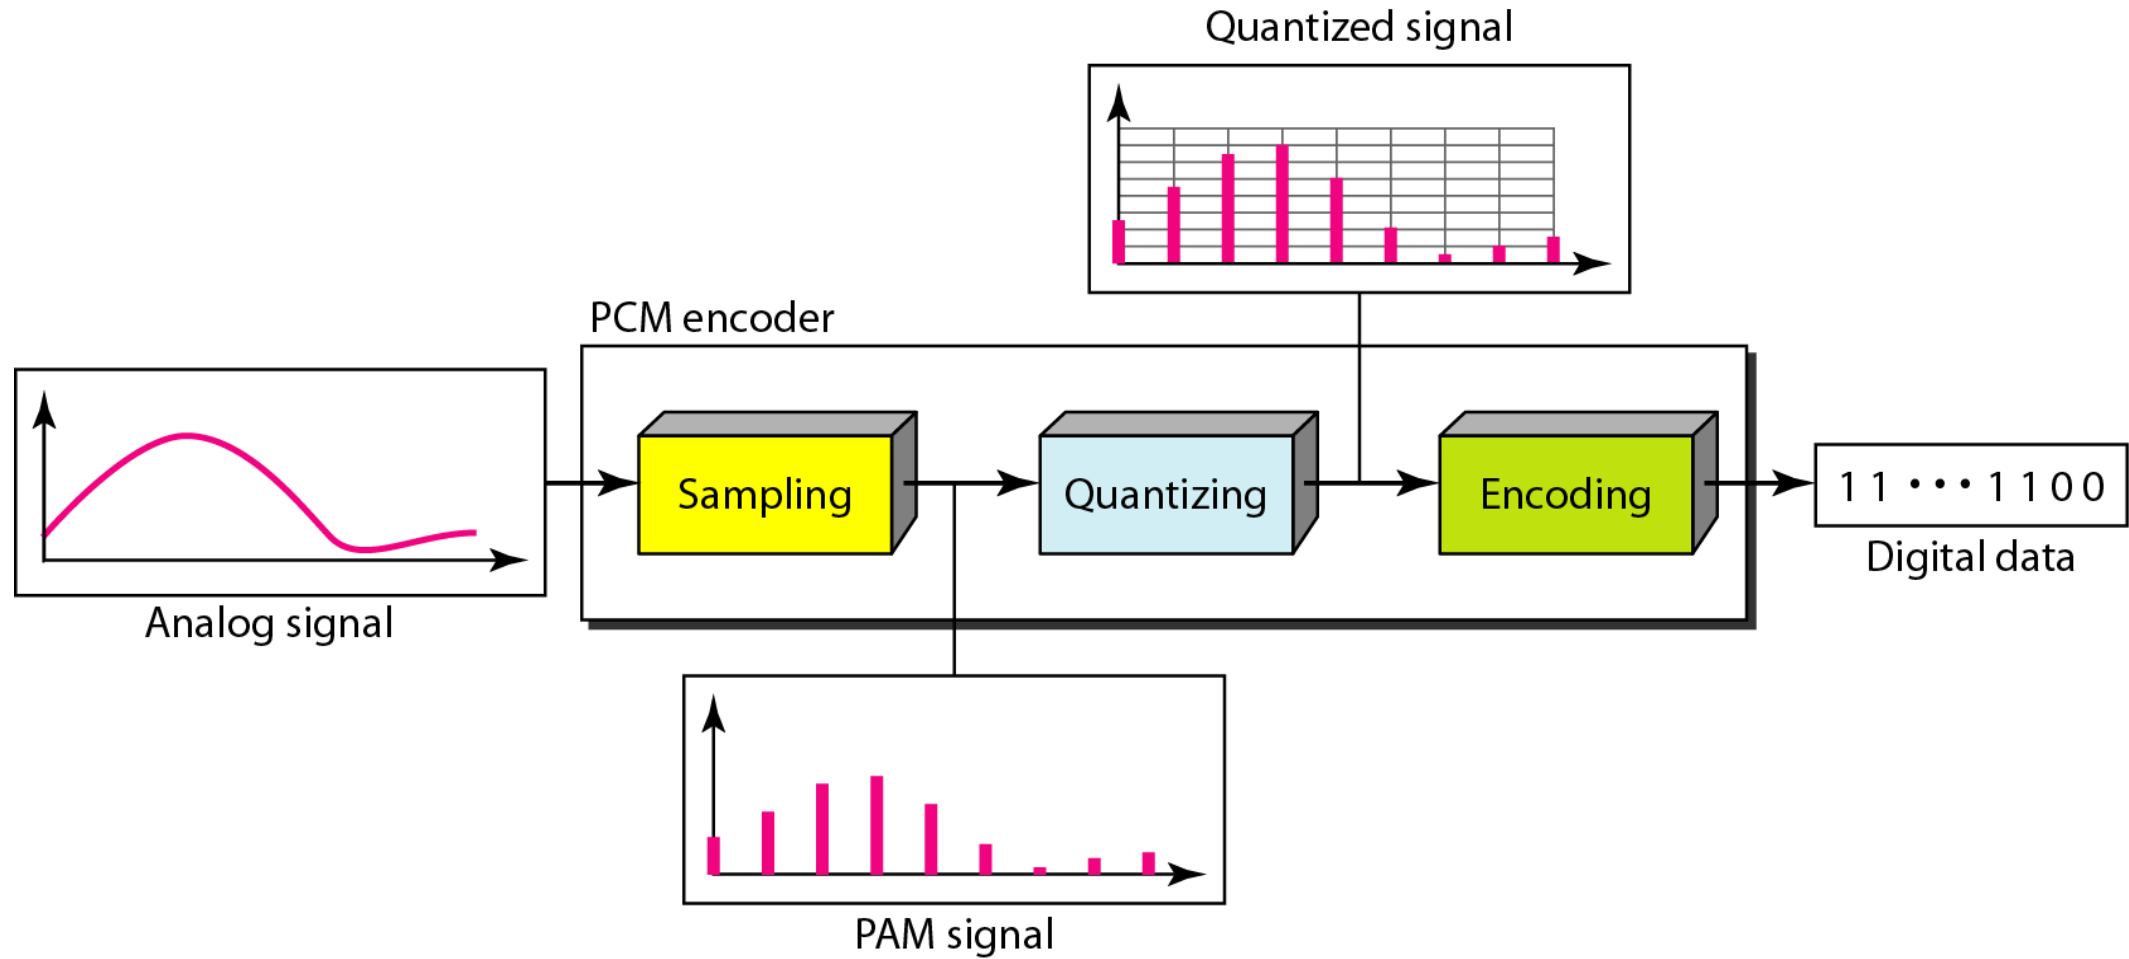 Quantized signal
PCM encoder
Sampling
Quantizing
Encoding
1 1 • • • 1 1 0 0
Digital data
Analog signal
PAM signal